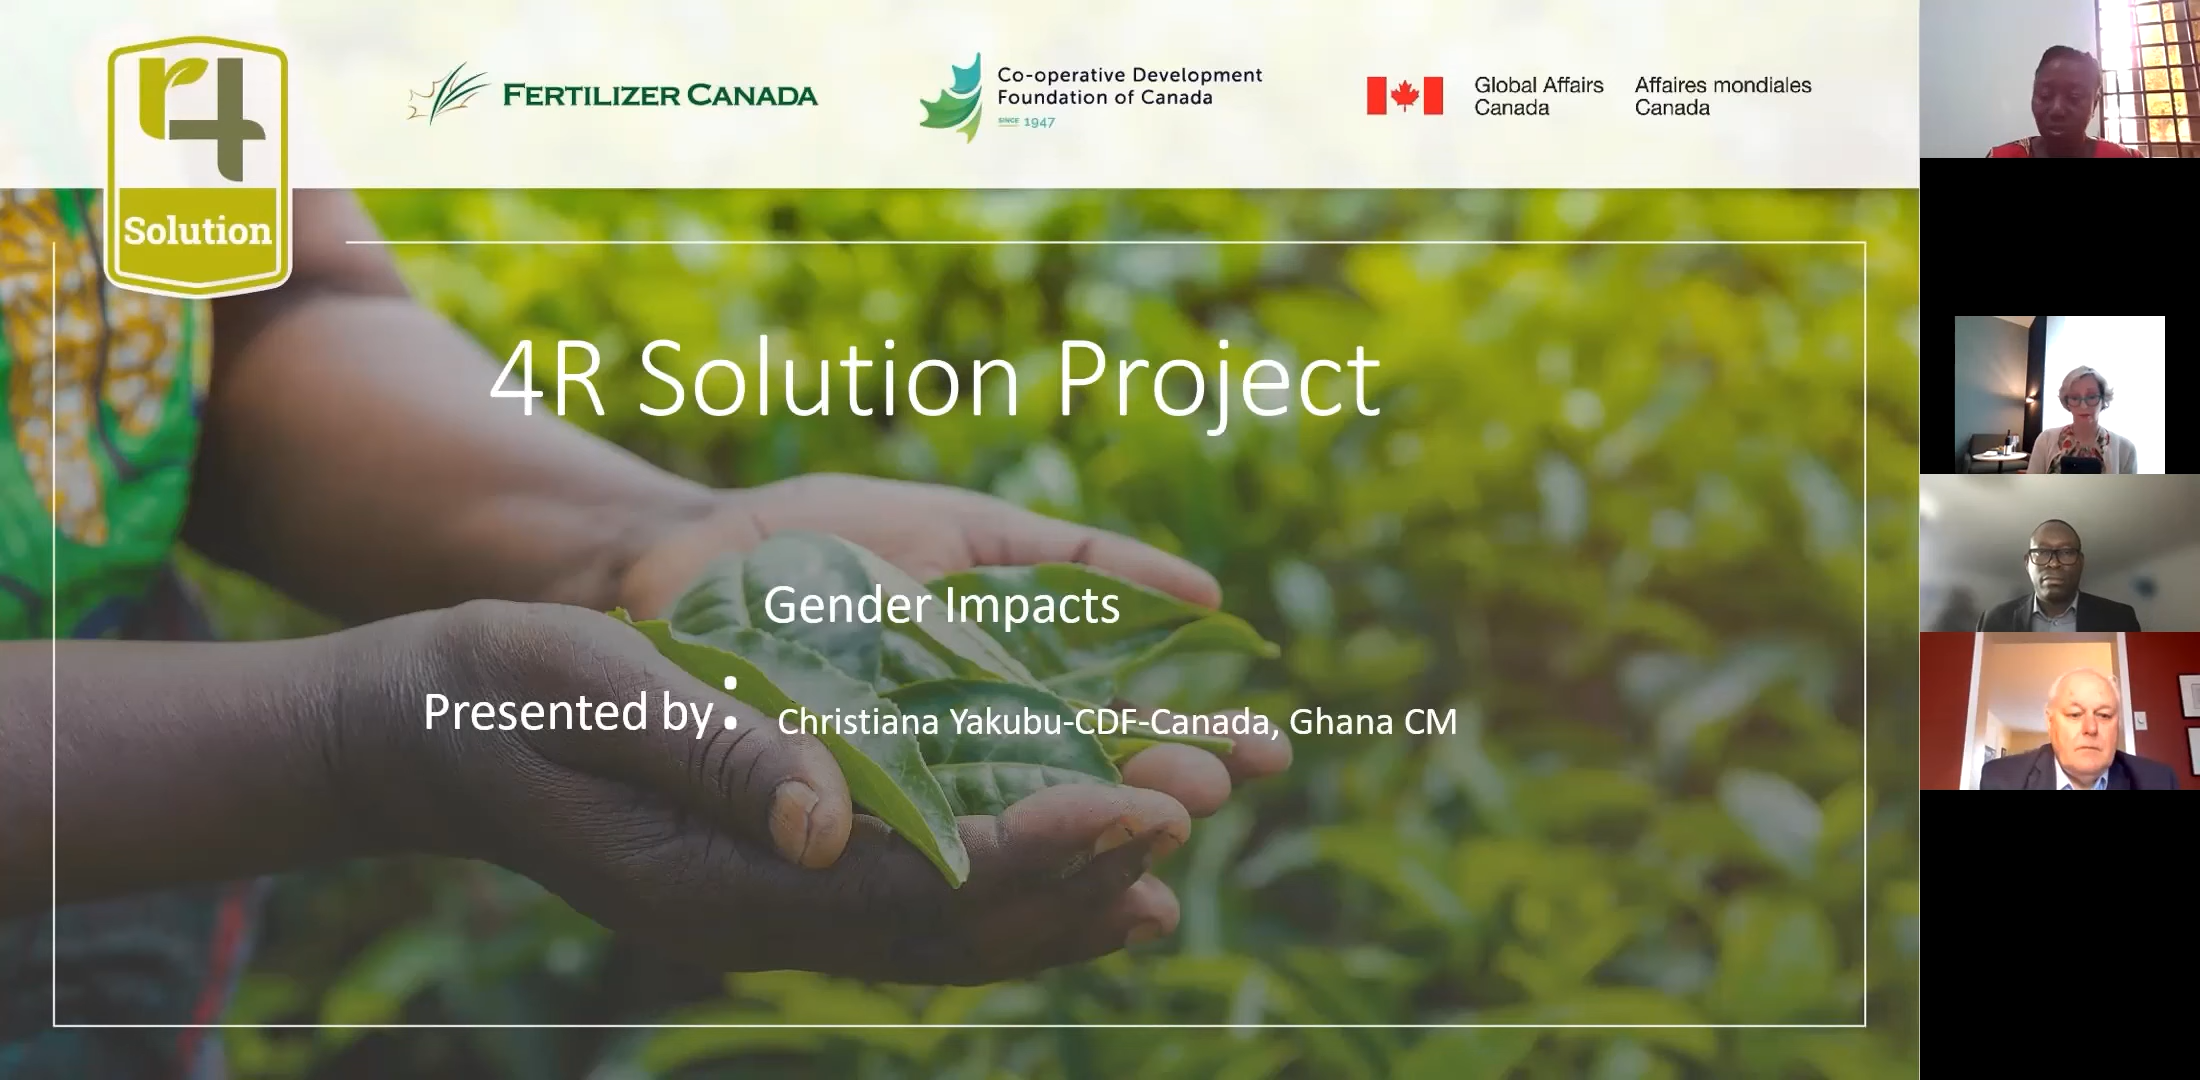 r4
Solution
FERTILIZER CANADA
Co-operative Development
Foundation of Canada
SINCE 1947
Global Affairs
Canada
Affaires mondiales
Canada
4R Solution Project
Gender Impacts
Presented by: Christiana Yakubu-CDF-Canada, Ghana CM